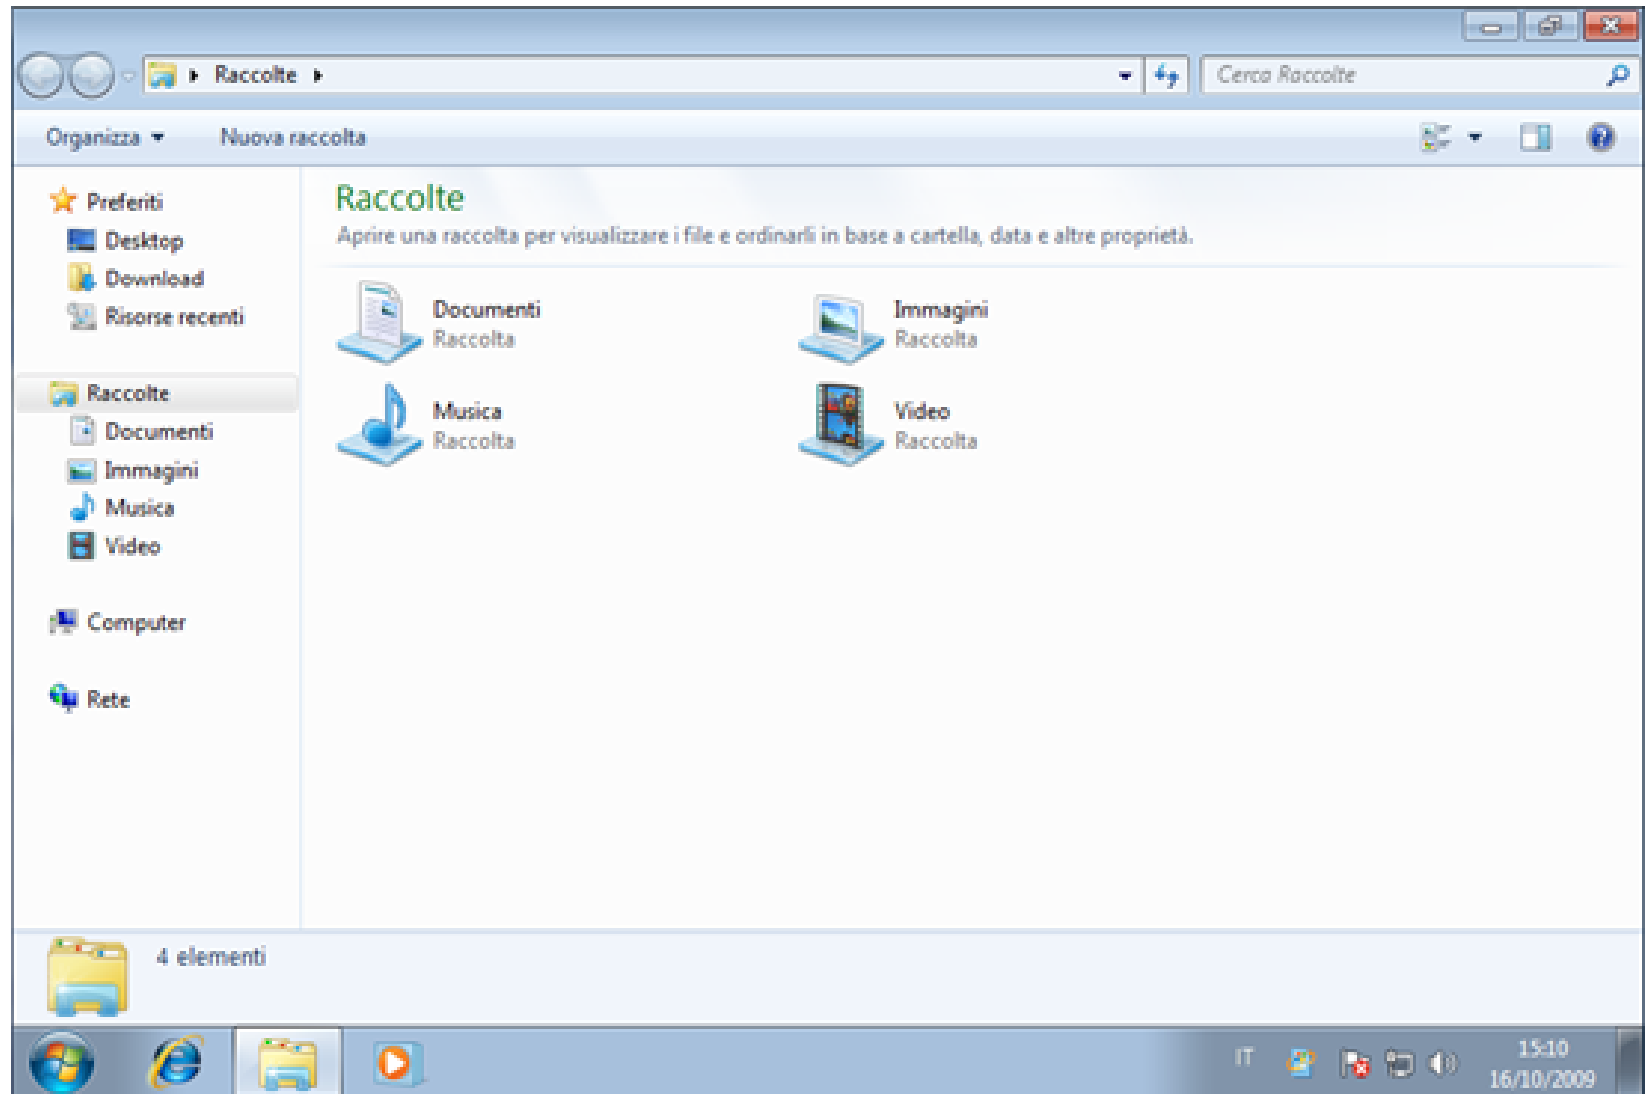 Raccolte
Cerca Raccolte
Organizza
Nuova raccolta
Preferiti
Desktop
Download
Risorse recenti
Raccolte
Documenti
Immagini
Musica
Video
Computer
Rete
Raccolte
Aprire una raccolta per visualizzare i file e ordinarli in base a cartella, data e altre proprietà.
Documenti
Raccolta
Immagini
Raccolta
Musica
Raccolta
Video
Raccolta
4 elementi
IT
15:10
16/10/2009